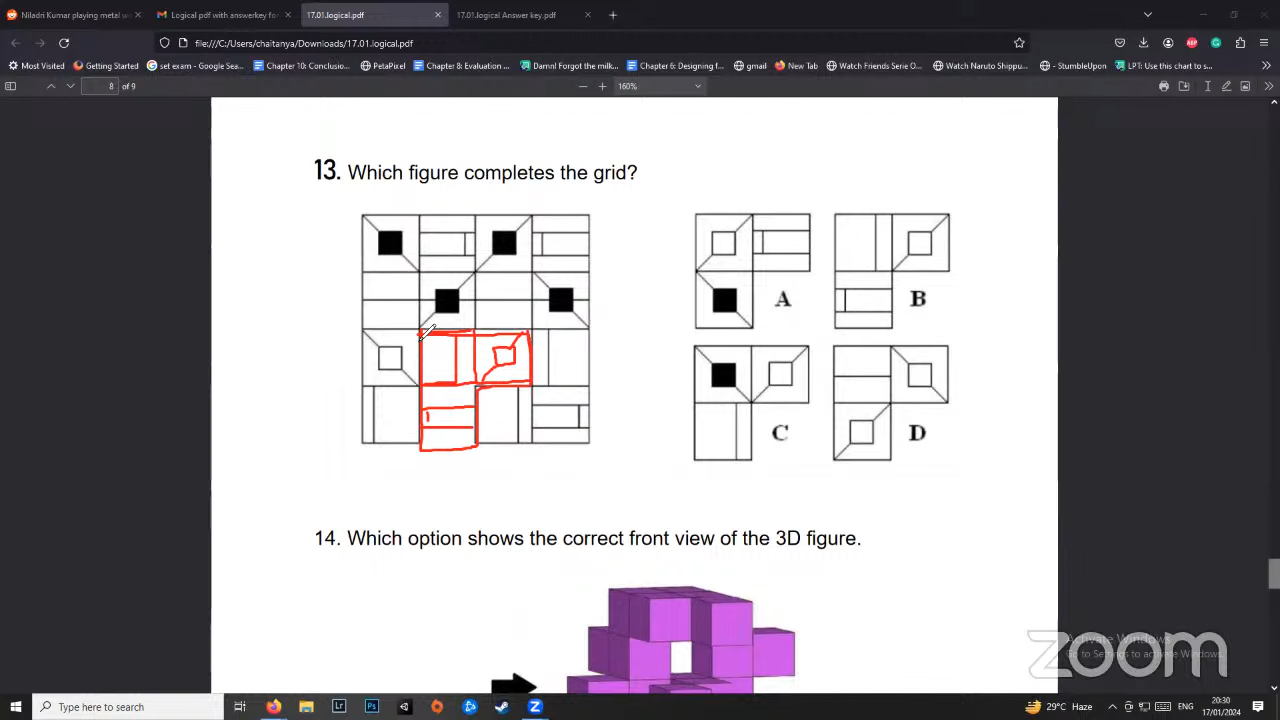 Niladri Kumar playing metal w
Logical pdf with answerkey for
17.01.logical.pdf
17.01.logical Answer key.pdf
file:///C:/Users/chaitanya/Downloads/17.01.logical.pdf
Most Visited
Getting Started
set exam - Google Sea...
Chapter 10: Conclusio...
PetaPixel
Chapter 8: Evaluation ...
Damn! Forgot the milk...
Chapter 6: Designing f...
gmail
New Tab
Watch Friends Serie O...
Watch Naruto Shippu...
StumbleUpon
LPT: Use this chart to s...
8 of 9
160%
13. Which figure completes the grid?
A
B
C
D
14. Which option shows the correct front view of the 3D figure.
Activate Windows
Go to Settings to activate Windows.
zoom
Type here to search
29°C Haze
20:30
17/01/2024